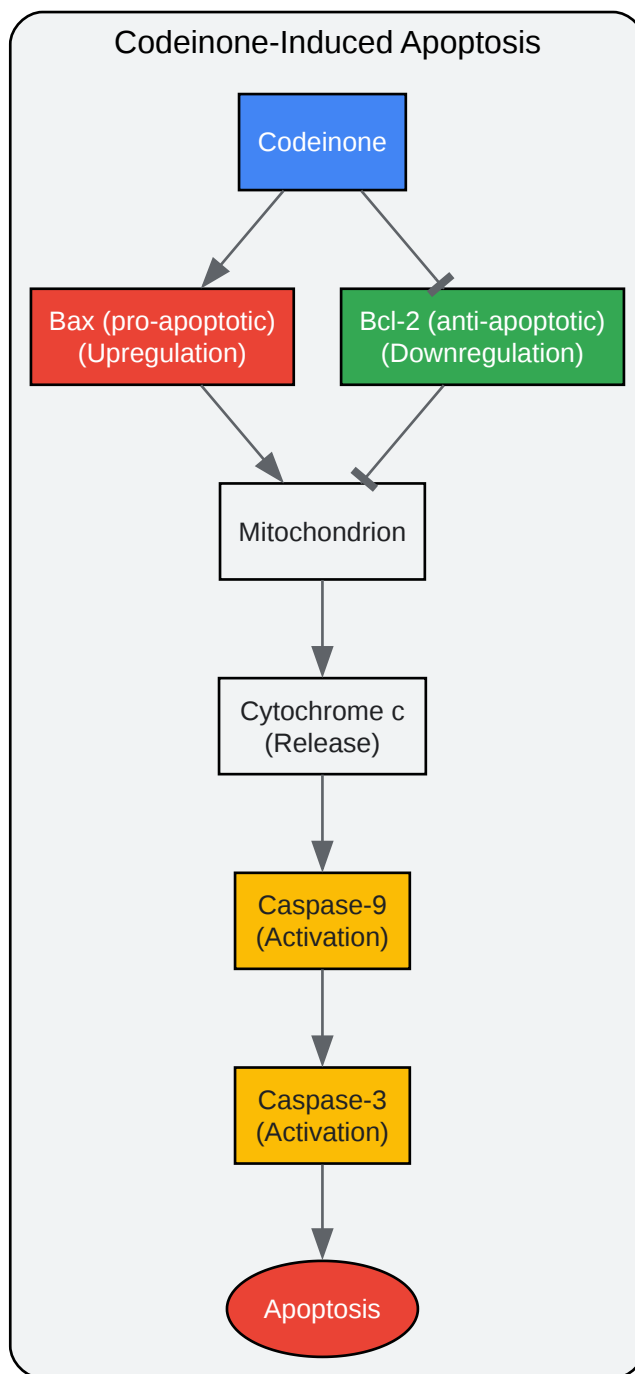 Codeinone-Induced Apoptosis
Codeinone
Bax (pro-apoptotic)
(Upregulation)
Bcl-2 (anti-apoptotic)
(Downregulation)
Mitochondrion
Cytochrome c
(Release)
Caspase-9
(Activation)
Caspase-3
(Activation)
Apoptosis